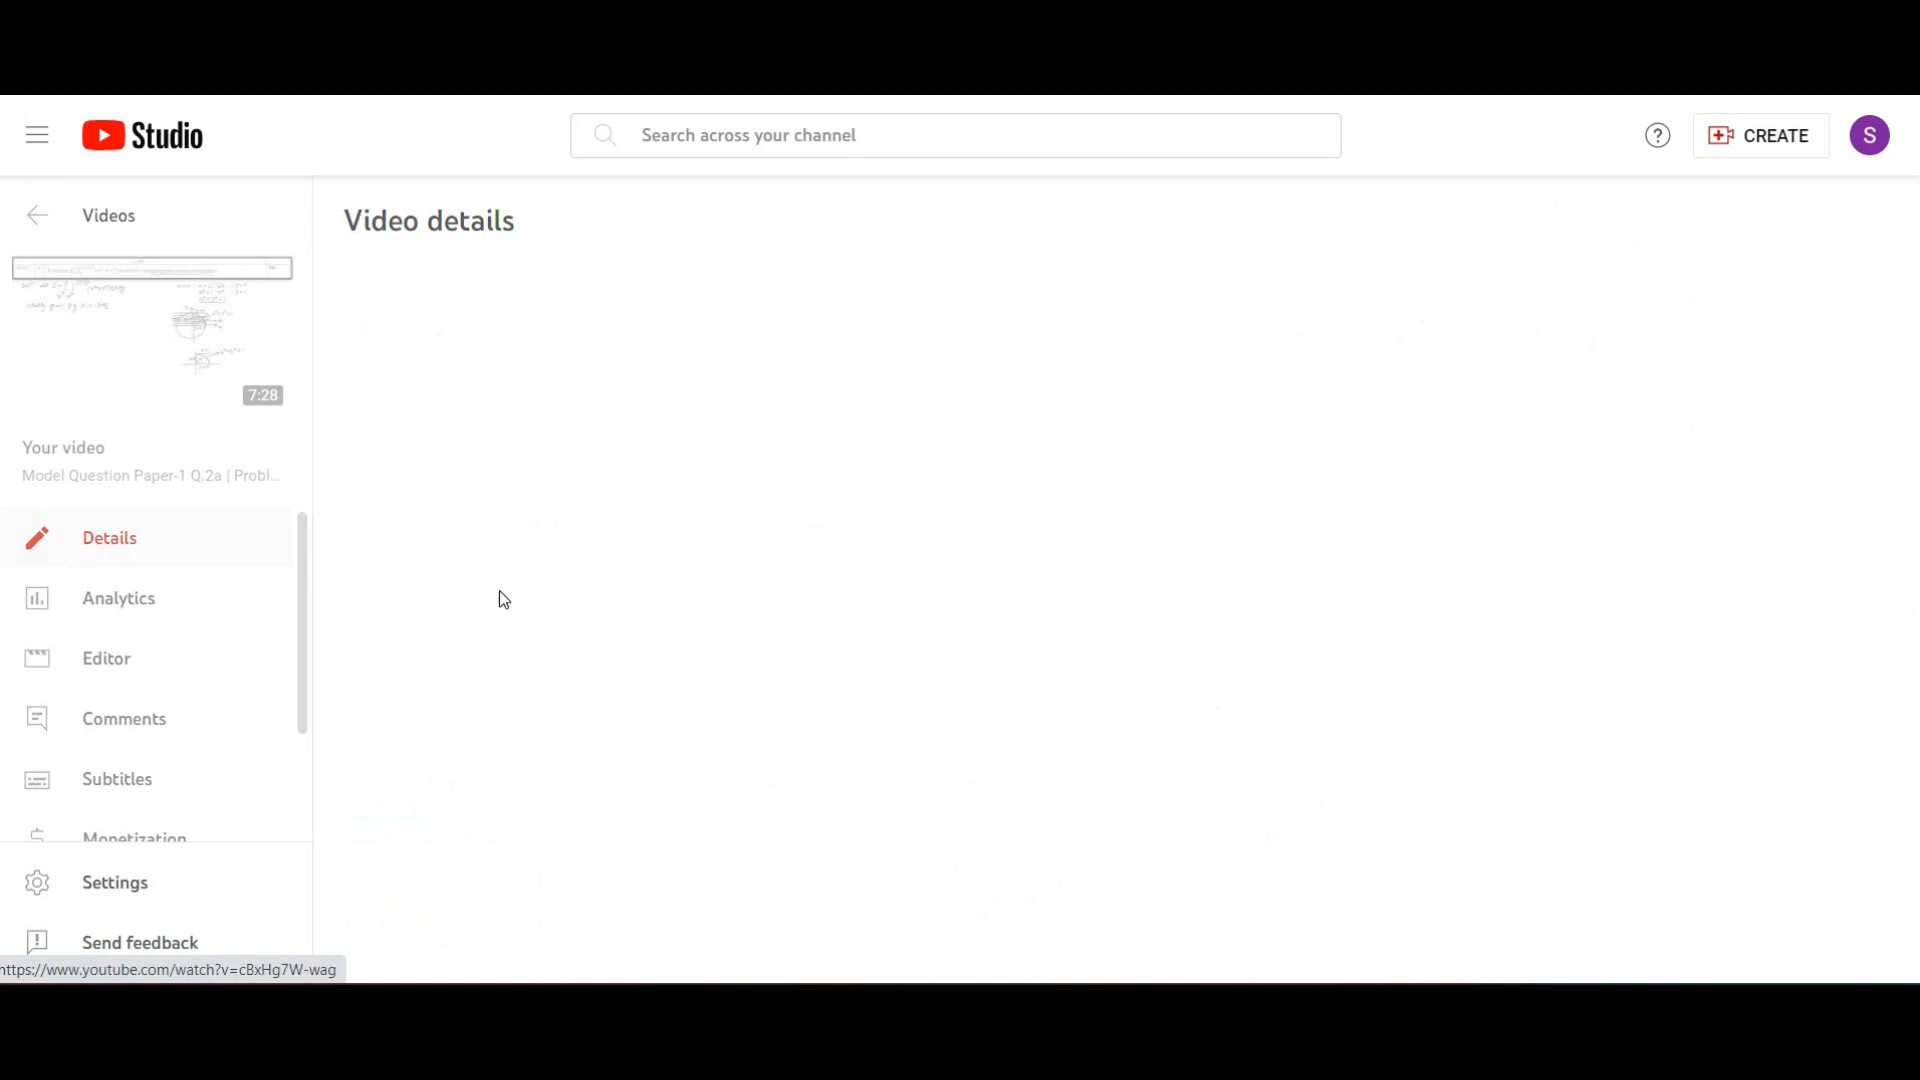 Studio
Search across your channel
CREATE
S
Videos
Video details
7:28
Your video
Model Question Paper-1 Q.2a | Probl...
Details
Analytics
Editor
Comments
Subtitles
Monetization
Settings
Send feedback
https://www.youtube.com/watch?v=cBxHg7W-wag